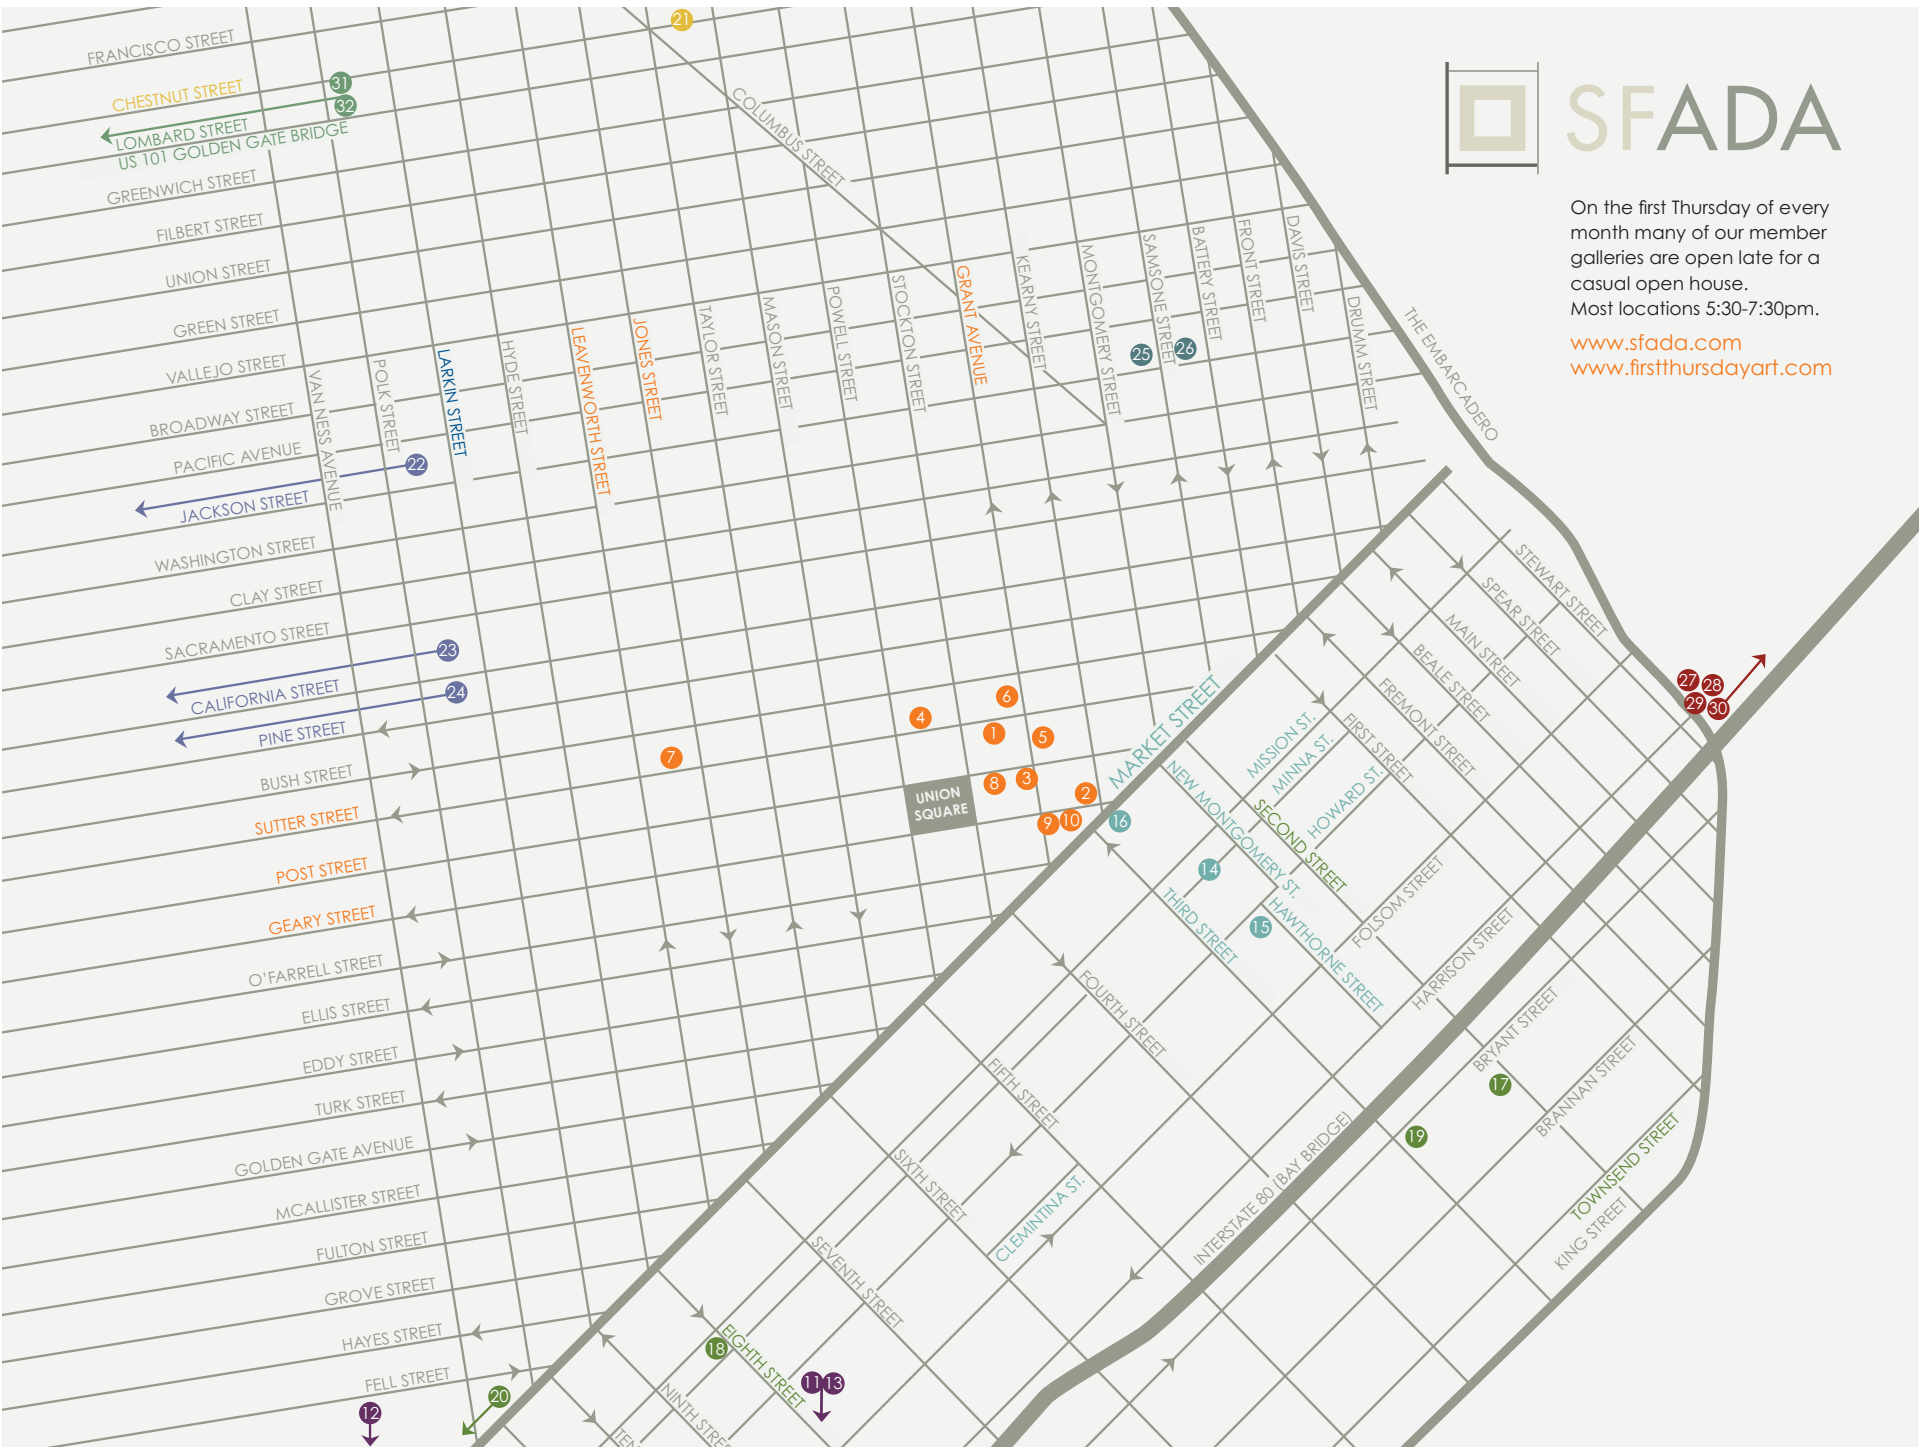 FRANCISCO STREET
CHESTNUT STREET
LOMBARD STREET
US 101 GOLDEN GATE BRIDGE
GREENWICH STREET
FILBERT STREET
UNION STREET
GREEN STREET
VALLEJO STREET
BROADWAY STREET
PACIFIC AVENUE
JACKSON STREET
WASHINGTON STREET
CLAY STREET
SACRAMENTO STREET
CALIFORNIA STREET
PINE STREET
BUSH STREET
SUTTER STREET
POST STREET
GEARY STREET
O'FARRELL STREET
ELLIS STREET
EDDY STREET
TURK STREET
GOLDEN GATE AVENUE
MCALLISTER STREET
FULTON STREET
GROVE STREET
HAYES STREET
FELL STREET
VAN NESS AVENUE
POLK STREET
LARKIN STREET
HYDE STREET
LEAVENWORTH STREET
JONES STREET
TAYLOR STREET
MASON STREET
POWELL STREET
STOCKTON STREET
GRANT AVENUE
KEARNY STREET
MONTGOMERY STREET
SAMSONE STREET
BATTERY STREET
FRONT STREET
DAVIS STREET
DRUMM STREET
COLUMBUS STREET
THE EMBARCADERO
SFADA
On the first Thursday of every
month many of our member
galleries are open late for a
casual open house.
Most locations 5:30-7:30pm.
www.sfada.com
www.firstthursdayart.com
UNION
SQUARE
MARKET STREET
STEWART STREET
SPEAR STREET
MAIN STREET
BEALE STREET
FREMONT STREET
FIRST STREET
MISSION ST.
MINNA ST.
HOWARD ST.
SECOND STREET
NEW MONTGOMERY ST.
HAWTHORNE STREET
THIRD STREET
FOLSOM STREET
HARRISON STREET
FOURTH STREET
BRYANT STREET
BRANNAN STREET
TOWNSEND STREET
KING STREET
FIFTH STREET
SIXTH STREET
CLEMINTINA ST.
INTERSTATE 80 (BAY BRIDGE)
SEVENTH STREET
EIGHTH STREET
NINTH STREE
TEN
21
31
32
22
23
24
25
26
6
4
1
5
7
8
3
2
9
10
16
14
15
27
28
29
30
17
19
18
11
13
20
12